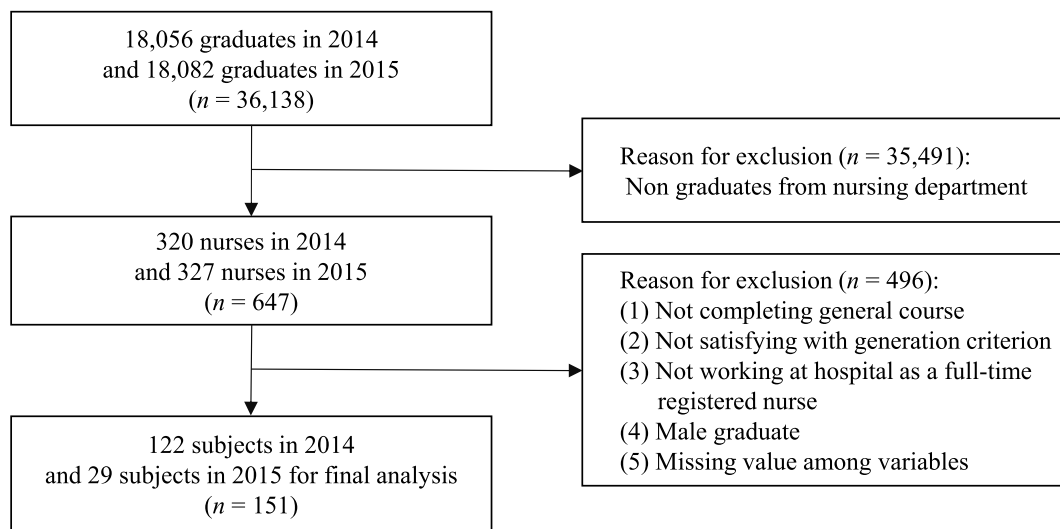 18,056 graduates in 2014
and 18,082 graduates in 2015
(n = 36,138)
Reason for exclusion (n = 35,491):
Non graduates from nursing department
320 nurses in 2014
and 327 nurses in 2015
(n = 647)
Reason for exclusion (n = 496):
(1) Not completing general course
(2) Not satisfying with generation criterion
(3) Not working at hospital as a full-time
registered nurse
(4) Male graduate
(5) Missing value among variables
122 subjects in 2014
and 29 subjects in 2015 for final analysis
(n = 151)